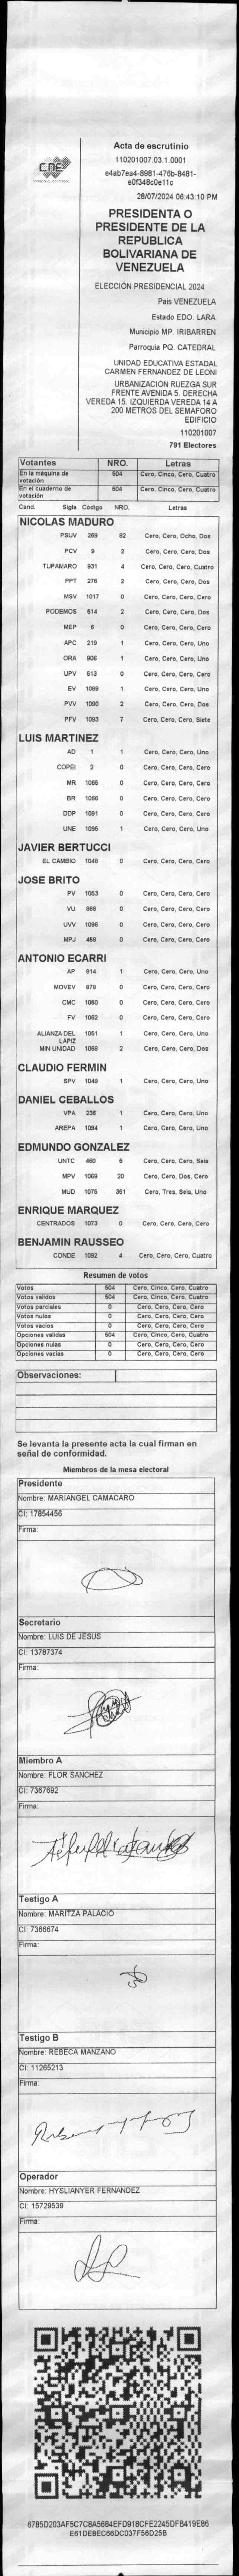 CNE
Acta de escrutinio
110201007.03.1.0001
e4ab7ea4-8981-476b-8481-
e0f348c0e11c
28/07/2024 06:43:10 PM
PRESIDENTA O
PRESIDENTE DE LA
REPUBLICA
BOLIVARIANA DE
VENEZUELA
ELECCIÓN PRESIDENCIAL 2024
País VENEZUELA
Estado EDO. LARA
Municipio MP. IRIBARREN
Parroquia PQ. CATEDRAL
UNIDAD EDUCATIVA ESTADAL
CARMEN FERNANDEZ DE LEONI
URBANIZACION RUEZGA SUR
FRENTE AVENIDA 5. DERECHA
VEREDA 15. IZQUIERDA VEREDA 14 A
200 METROS DEL SEMAFORO
EDIFICIO
110201007
791 Electores
Votantes NRO. Letras
En la máquina de votación 504 Cero, Cinco, Cero, Cuatro
En el cuaderno de votación 504 Cero, Cinco, Cero, Cuatro
Cand. Sigla Código NRO. Letras
NICOLAS MADURO
PSUV 269 82 Cero, Cero, Ocho, Dos
PCV 9 2 Cero, Cero, Cero, Dos
TUPAMARO 931 4 Cero, Cero, Cero, Cuatro
PPT 276 2 Cero, Cero, Cero, Dos
MSV 1017 0 Cero, Cero, Cero, Cero
PODEMOS 514 2 Cero, Cero, Cero, Dos
MEP 6 0 Cero, Cero, Cero, Cero
APC 219 1 Cero, Cero, Cero, Uno
ORA 906 1 Cero, Cero, Cero, Uno
UPV 513 0 Cero, Cero, Cero, Cero
EV 1089 1 Cero, Cero, Cero, Uno
PVV 1090 2 Cero, Cero, Cero, Dos
PFV 1093 7 Cero, Cero, Cero, Siete
LUIS MARTINEZ
AD 1 1 Cero, Cero, Cero, Uno
COPEI 2 0 Cero, Cero, Cero, Cero
MR 1065 0 Cero, Cero, Cero, Cero
BR 1066 0 Cero, Cero, Cero, Cero
DDP 1091 0 Cero, Cero, Cero, Cero
UNE 1095 1 Cero, Cero, Cero, Uno
JAVIER BERTUCCI
EL CAMBIO 1048 0 Cero, Cero, Cero, Cero
JOSE BRITO
PV 1053 0 Cero, Cero, Cero, Cero
VU 868 0 Cero, Cero, Cero, Cero
UVV 1096 0 Cero, Cero, Cero, Cero
MPJ 458 0 Cero, Cero, Cero, Cero
ANTONIO ECARRI
AP 914 1 Cero, Cero, Cero, Uno
MOVEV 978 0 Cero, Cero, Cero, Cero
CMC 1050 0 Cero, Cero, Cero, Cero
FV 1052 0 Cero, Cero, Cero, Cero
ALIANZA DEL LAPIZ 1051 1 Cero, Cero, Cero, Uno
MIN UNIDAD 1068 2 Cero, Cero, Cero, Dos
CLAUDIO FERMIN
SPV 1049 1 Cero, Cero, Cero, Uno
DANIEL CEBALLOS
VPA 236 1 Cero, Cero, Cero, Uno
AREPA 1094 1 Cero, Cero, Cero, Uno
EDMUNDO GONZALEZ
UNTC 460 6 Cero, Cero, Cero, Seis
MPV 1069 20 Cero, Cero, Dos, Cero
MUD 1075 361 Cero, Tres, Seis, Uno
ENRIQUE MARQUEZ
CENTRADOS 1073 0 Cero, Cero, Cero, Cero
BENJAMIN RAUSSEO
CONDE 1092 4 Cero, Cero, Cero, Cuatro
Resumen de votos
Votos 504 Cero, Cinco, Cero, Cuatro
Votos validos 504 Cero, Cinco, Cero, Cuatro
Votos parciales 0 Cero, Cero, Cero, Cero
Votos nulos 0 Cero, Cero, Cero, Cero
Votos vacios 0 Cero, Cero, Cero, Cero
Opciones validas 504 Cero, Cinco, Cero, Cuatro
Opciones nulas 0 Cero, Cero, Cero, Cero
Opciones vacias 0 Cero, Cero, Cero, Cero
Observaciones:
Se levanta la presente acta la cual firman en
señal de conformidad.
Miembros de la mesa electoral
Presidente
Nombre: MARIANGEL CAMACARO
CI: 17854456
Firma:
Secretario
Nombre: LUIS DE JESUS
CI: 13787374
Firma:
Miembro A
Nombre: FLOR SANCHEZ
CI: 7367692
Firma:
Testigo A
Nombre: MARITZA PALACIO
CI: 7366674
Firma:
Testigo B
Nombre: REBECA MANZANO
CI: 11265213
Firma:
Operador
Nombre: HYSLIANYER FERNANDEZ
CI: 15729539
Firma:
6785D203AF5C7C8A5684EFD918CFE2245DFB419EB6
E61DE8EC66DC037F56D25B